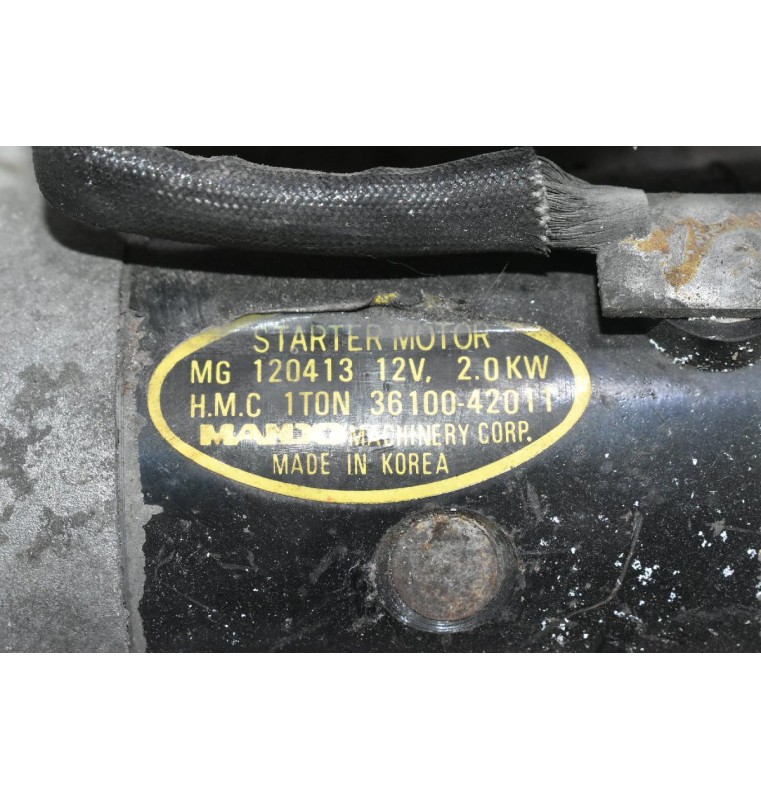 STARTER MOTOR
MG 120413 12V, 2.0KW
H.M.C 1TON 36100-42011
MANDO MACHINERY CORP.
MADE IN KOREA